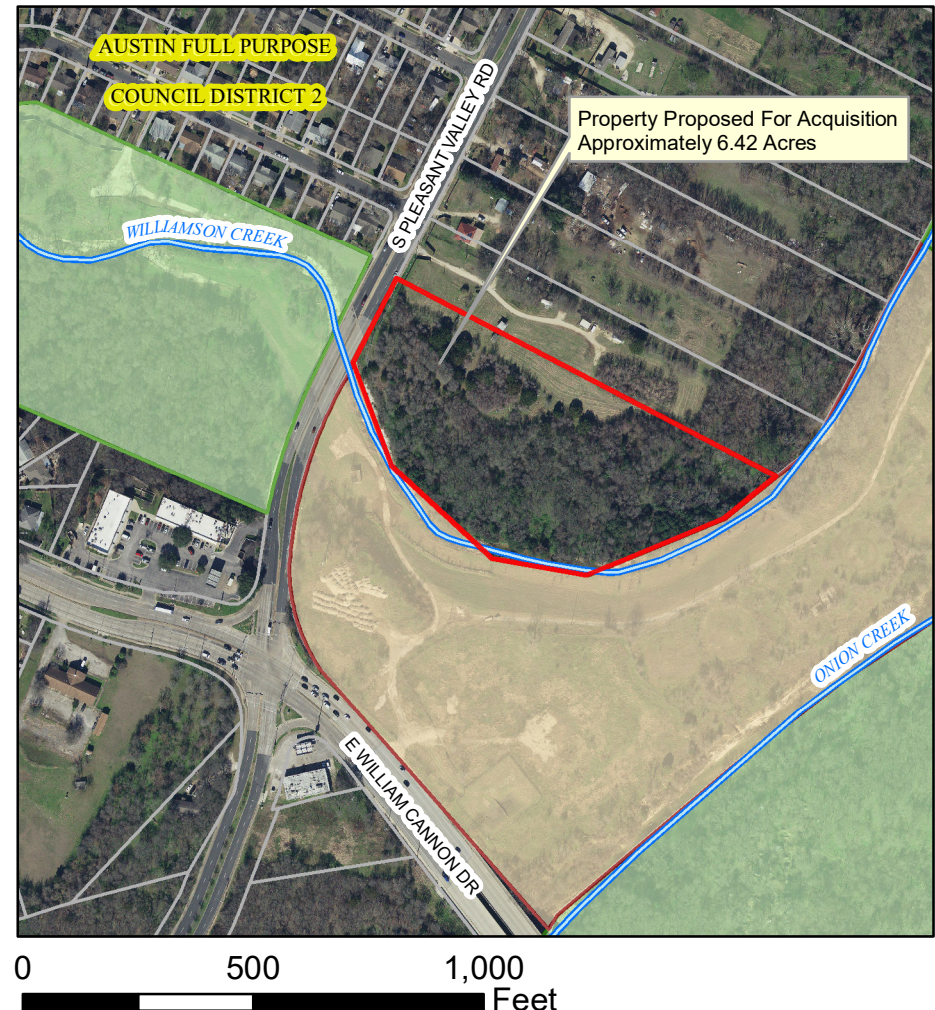 AUSTIN FULL PURPOSE
COUNCIL DISTRICT 2
S PLEASANT VALLEY RD
Property Proposed For Acquisition
Approximately 6.42 Acres
WILLIAMSON CREEK
ONION CREEK
E WILLIAM CANNON DR
0 500 1,000
Feet